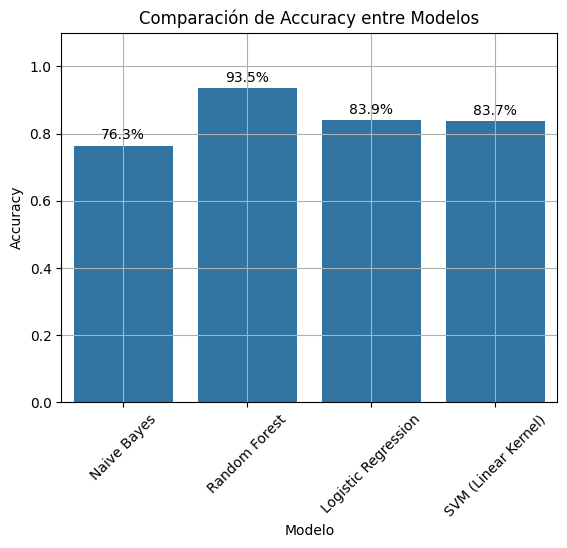 Comparación de Accuracy entre Modelos
1.0
0.8
0.6
0.4
0.2
0.0
Accuracy
76.3%
93.5%
83.9%
83.7%
Naive Bayes
Random Forest
Logistic Regression
SVM (Linear Kernel)
Modelo